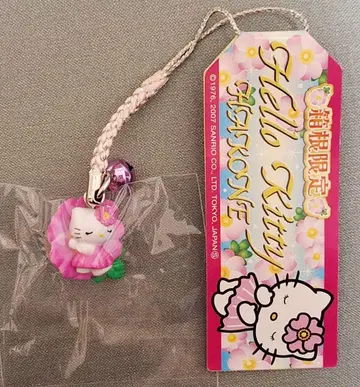 箱根限定
Hello Kitty
HAKONE
©1976, 2007 SANRIO CO., LTD. TOKYO, JAPAN Ⓛ